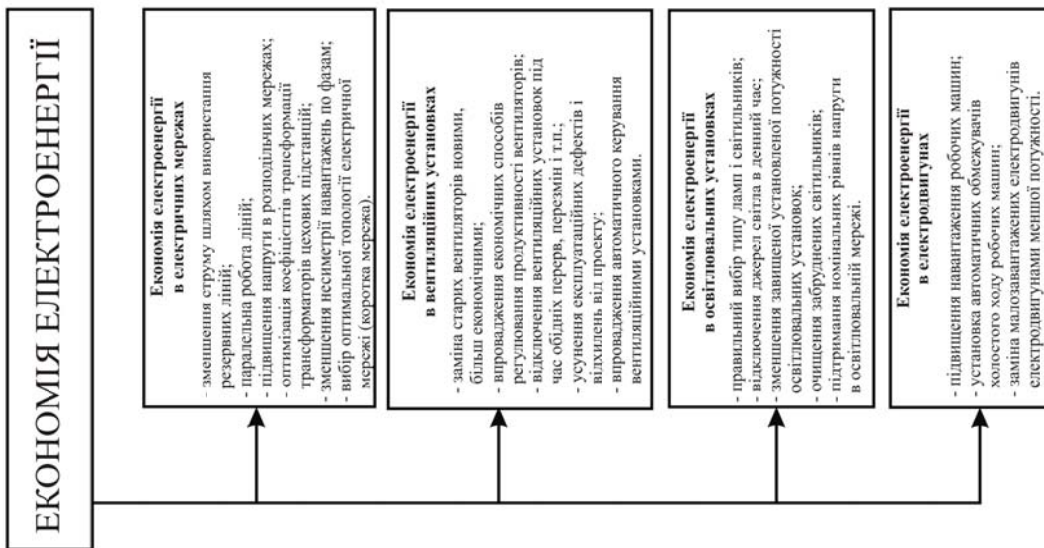 ЕКОНОМІЯ ЕЛЕКТРОЕНЕРГІЇ
Економія електроенергії
в електричних мережах
- зменшення струму шляхом використання
резервних ліній;
- паралельна робота ліній;
- підвищення напруги в розподільчих мережах;
- оптимізація коефіцієнтів трансформації
трансформаторів цехових підстанцій;
- зменшення несиметрії навантажень по фазам;
- вибір оптимальної топології електричної
мережі (коротка мережа).
Економія електроенергії
в вентиляційних установках
- заміна старих вентиляторів новими,
більш економічними;
- впровадження економічних способів
регулювання продуктивності вентиляторів;
- відключення вентиляційних установок під
час обідніх перерв, перезмін і т.п.;
- усунення експлуатаційних дефектів і
відхилень від проекту;
- впровадження автоматичного керування
вентиляційними установками.
Економія електроенергії
в освітлювальних установках
- правильний вибір типу ламп і світильників;
- відключення джерел світла в денний час;
- зменшення завищеної установленої потужності
освітлювальних установок;
- очищення забруднених світильників;
- підтримання номінальних рівнів напруги
в освітлювальній мережі.
Економія електроенергії
в електродвигунах
- підвищення навантаження робочих машин;
- установка автоматичних обмежувачів
холостого ходу робочих машин;
- заміна малозавантажених електродвигунів
електродвигунами меншої потужності.